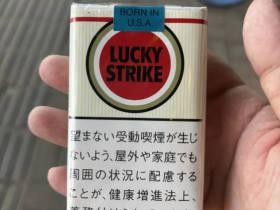 BORN IN
U.S.A.
LUCKY
STRIKE
望まない受動喫煙が生じ
ないよう、屋外や家庭でも
周囲の状況に配慮する
ことが、健康増進法上、